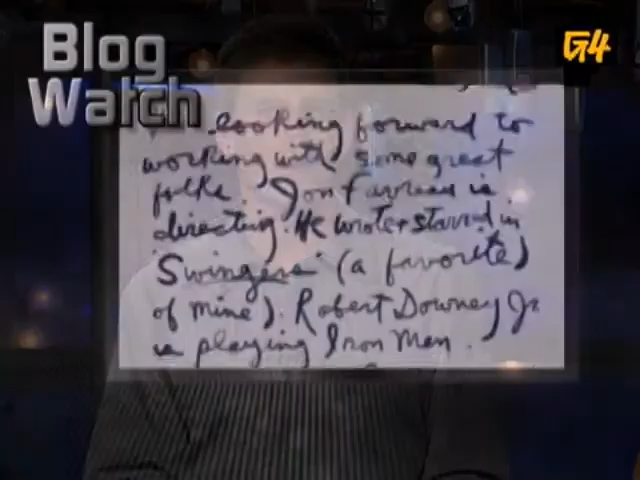 Blog
Watch
G4
looking forward to
working with some great
folks. Jon Favreau is
directing. He wrote & starred in
"Swingers" (a favorite
of mine). Robert Downey Jr.
is playing Iron Man.